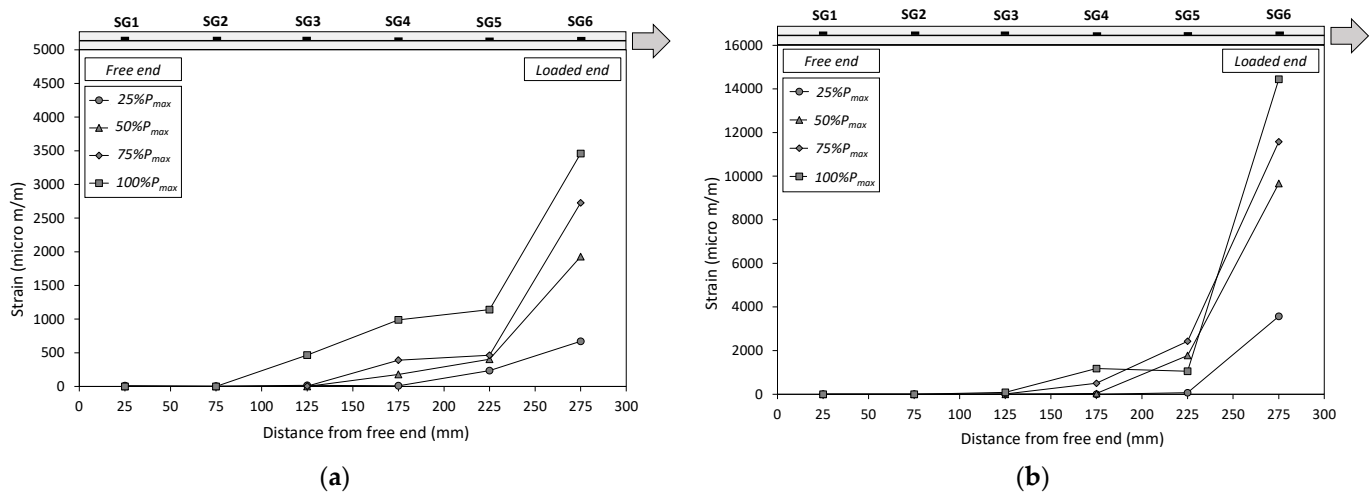 SG1 SG2 SG3 SG4 SG5 SG6
Free end
Loaded end
25%Pmax
50%Pmax
75%Pmax
100%Pmax
5000
4500
4000
3500
3000
2500
2000
1500
1000
500
0
Strain (micro m/m)
0 25 50 75 100 125 150 175 200 225 250 275 300
Distance from free end (mm)
(a)
SG1 SG2 SG3 SG4 SG5 SG6
Free end
Loaded end
25%Pmax
50%Pmax
75%Pmax
100%Pmax
16000
14000
12000
10000
8000
6000
4000
2000
0
Strain (micro m/m)
0 25 50 75 100 125 150 175 200 225 250 275 300
Distance from free end (mm)
(b)